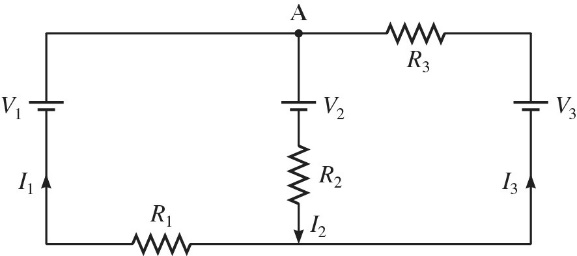 A
R₃
V₁
V₂
V₃
I₁
R₂
I₃
R₁
I₂